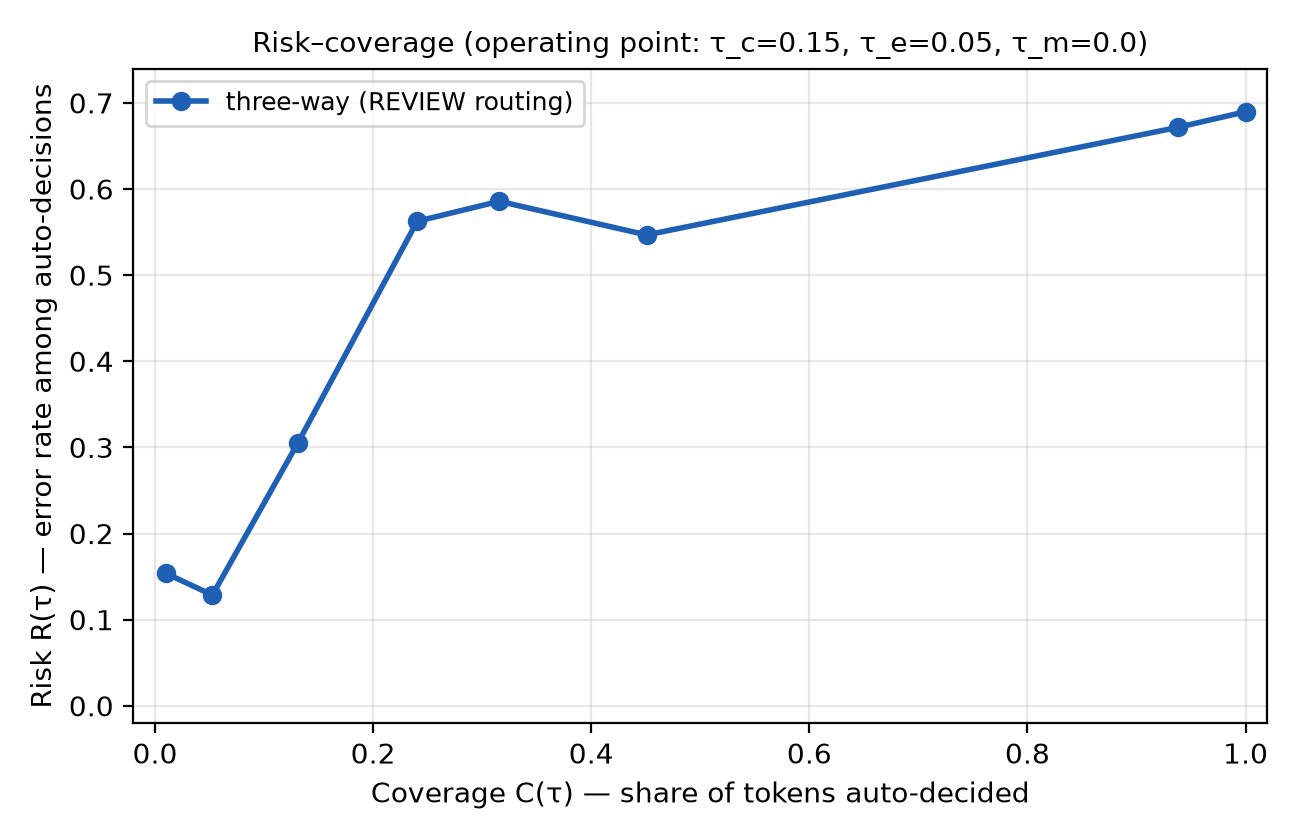 Risk–coverage (operating point: τ_c=0.15, τ_e=0.05, τ_m=0.0)
three-way (REVIEW routing)
Risk R(τ) — error rate among auto-decisions
0.7
0.6
0.5
0.4
0.3
0.2
0.1
0.0
0.0 0.2 0.4 0.6 0.8 1.0
Coverage C(τ) — share of tokens auto-decided